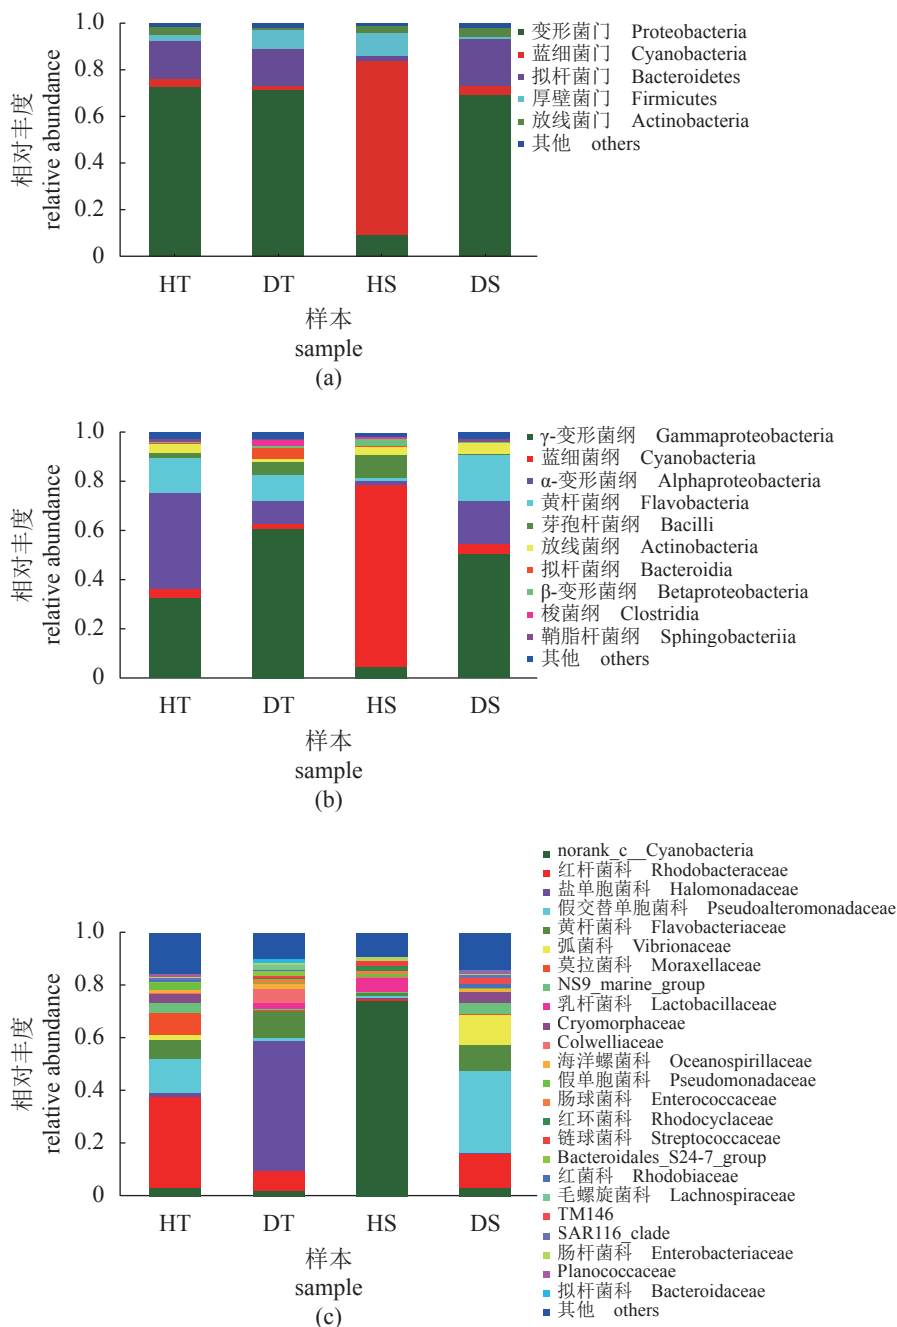 相对丰度
relative abundance
1.0
0.8
0.6
0.4
0.2
0
HT DT HS DS
样本
sample
(a)
变形菌门 Proteobacteria
蓝细菌门 Cyanobacteria
拟杆菌门 Bacteroidetes
厚壁菌门 Firmicutes
放线菌门 Actinobacteria
其他 others
相对丰度
relative abundance
1.0
0.8
0.6
0.4
0.2
0
HT DT HS DS
样本
sample
(b)
γ-变形菌纲 Gammaproteobacteria
蓝细菌纲 Cyanobacteria
α-变形菌纲 Alphaproteobacteria
黄杆菌纲 Flavobacteria
芽孢杆菌纲 Bacilli
放线菌纲 Actinobacteria
拟杆菌纲 Bacteroidia
β-变形菌纲 Betaproteobacteria
梭菌纲 Clostridia
鞘脂杆菌纲 Sphingobacteriia
其他 others
相对丰度
relative abundance
1.0
0.8
0.6
0.4
0.2
0
HT DT HS DS
样本
sample
(c)
norank_c__Cyanobacteria
红杆菌科 Rhodobacteraceae
盐单胞菌科 Halomonadaceae
假交替单胞菌科 Pseudoalteromonadaceae
黄杆菌科 Flavobacteriaceae
弧菌科 Vibrionaceae
莫拉菌科 Moraxellaceae
NS9_marine_group
乳杆菌科 Lactobacillaceae
Cryomorphaceae
Colwelliaceae
海洋螺菌科 Oceanospirillaceae
假单胞菌科 Pseudomonadaceae
肠球菌科 Enterococcaceae
红环菌科 Rhodocyclaceae
链球菌科 Streptococcaceae
Bacteroidales_S24-7_group
红菌科 Rhodobiaceae
毛螺旋菌科 Lachnospiraceae
TM146
SAR116_clade
肠杆菌科 Enterobacteriaceae
Planococcaceae
拟杆菌科 Bacteroidaceae
其他 others